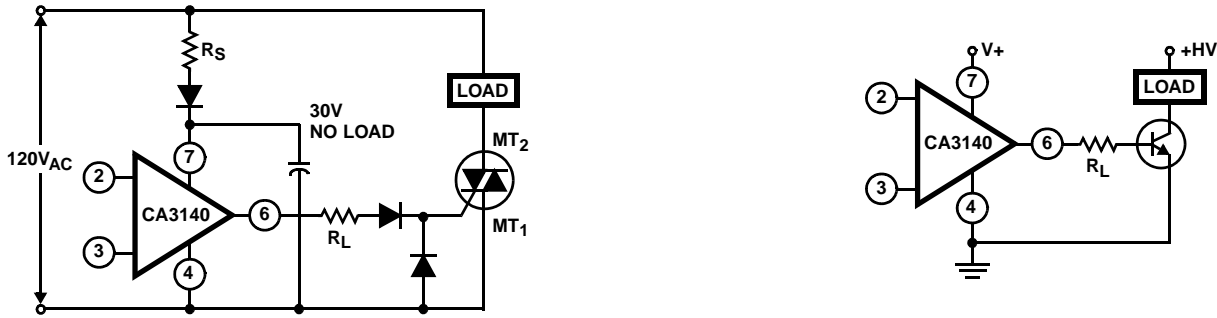 R_S
LOAD
30V
NO LOAD
MT_2
120V_AC
7
2
CA3140
6
3
R_L
MT_1
4
V+
+HV
7
LOAD
2
CA3140
6
R_L
3
4